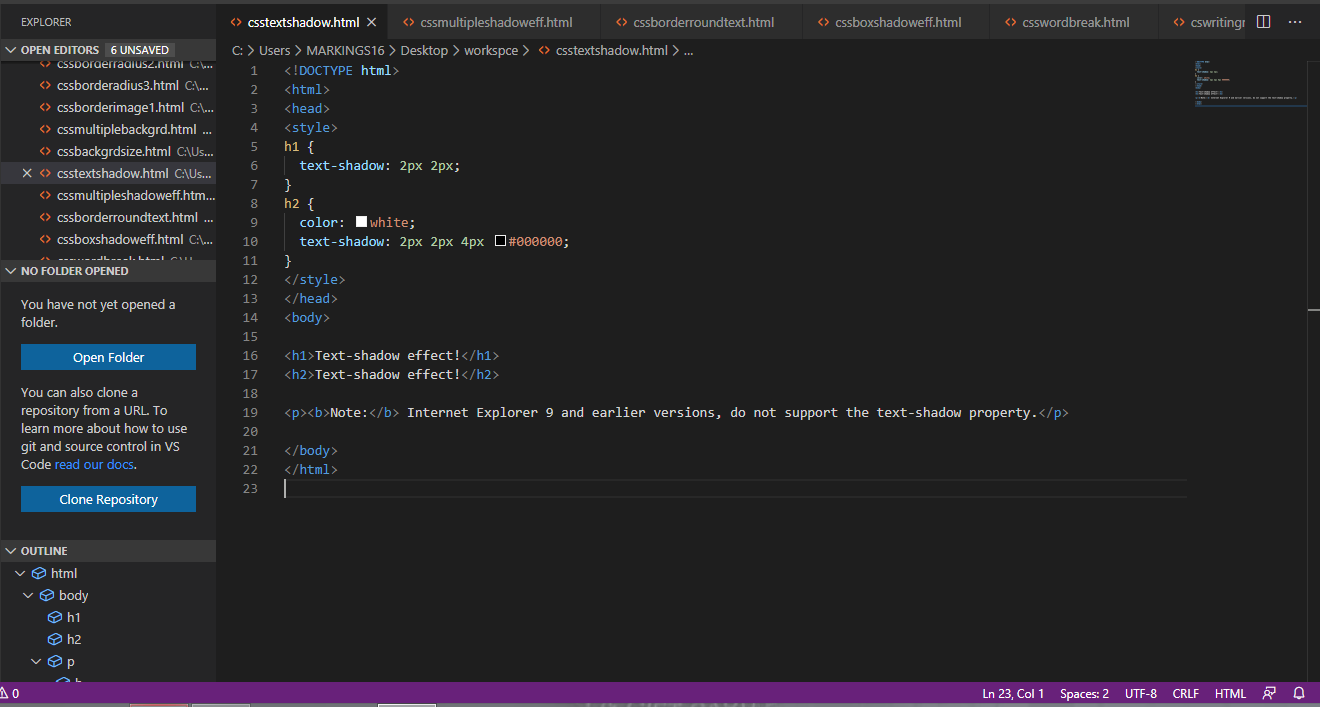 EXPLORER
OPEN EDITORS 6 UNSAVED
cssborderradius2.html C:\...
cssborderadius3.html C:\...
cssborderimage1.html C:\...
cssmultiplebackgrd.html ...
cssbackgrdsize.html C:\Us...
csstextshadow.html C:\Us...
cssmultipleshadoweff.htm...
cssborderroundtext.html ...
cssboxshadoweff.html C:\...
NO FOLDER OPENED
You have not yet opened a
folder.
Open Folder
You can also clone a
repository from a URL. To
learn more about how to use
git and source control in VS
Code read our docs.
Clone Repository
OUTLINE
html
body
h1
h2
p
b
csstextshadow.html cssmultipleshadoweff.html cssborderroundtext.html cssboxshadoweff.html csswordbreak.html cswritingr
C: > Users > MARKINGS16 > Desktop > workspce > csstextshadow.html > ...
1 <!DOCTYPE html>
2 <html>
3 <head>
4 <style>
5 h1 {
6 text-shadow: 2px 2px;
7 }
8 h2 {
9 color: white;
10 text-shadow: 2px 2px 4px #000000;
11 }
12 </style>
13 </head>
14 <body>
15
16 <h1>Text-shadow effect!</h1>
17 <h2>Text-shadow effect!</h2>
18
19 <p><b>Note:</b> Internet Explorer 9 and earlier versions, do not support the text-shadow property.</p>
20
21 </body>
22 </html>
23
0
Ln 23, Col 1 Spaces: 2 UTF-8 CRLF HTML